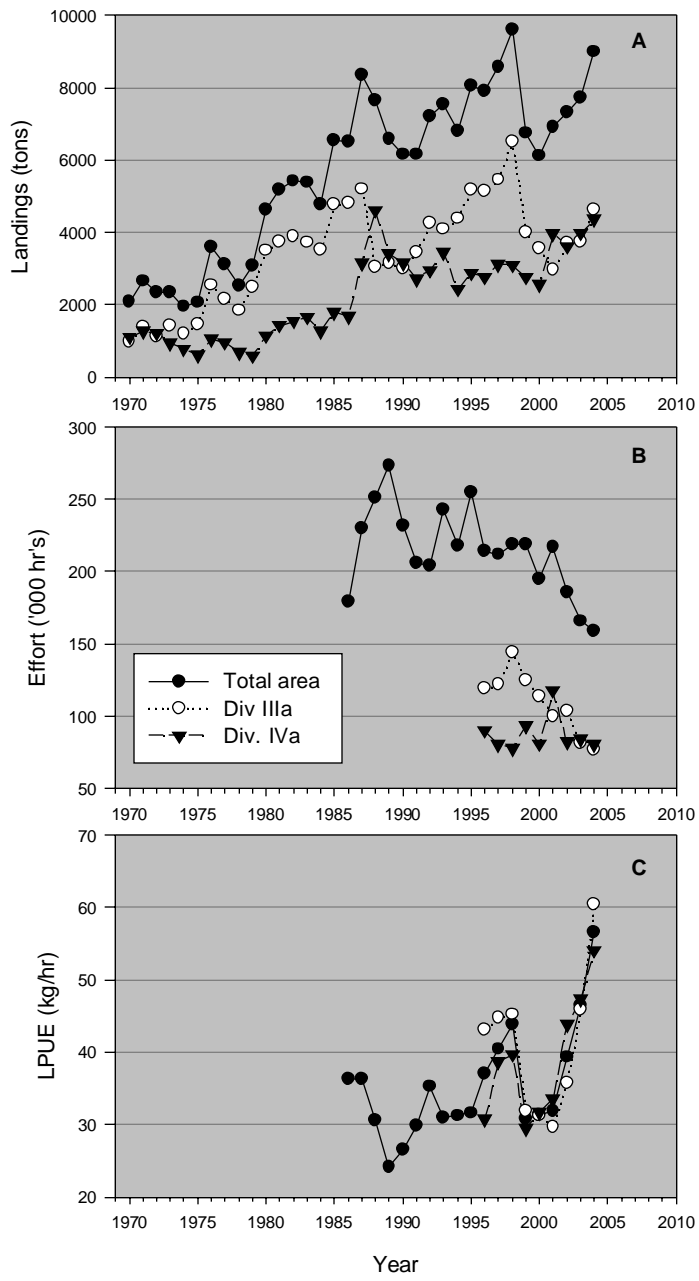 10000
8000
6000
4000
2000
0
Landings (tons)
A
1970 1975 1980 1985 1990 1995 2000 2005 2010
300
250
200
150
100
50
Effort ('000 hr's)
B
Total area
Div IIIa
Div. IVa
1970 1975 1980 1985 1990 1995 2000 2005 2010
70
60
50
40
30
20
LPUE (kg/hr)
C
1970 1975 1980 1985 1990 1995 2000 2005 2010
Year